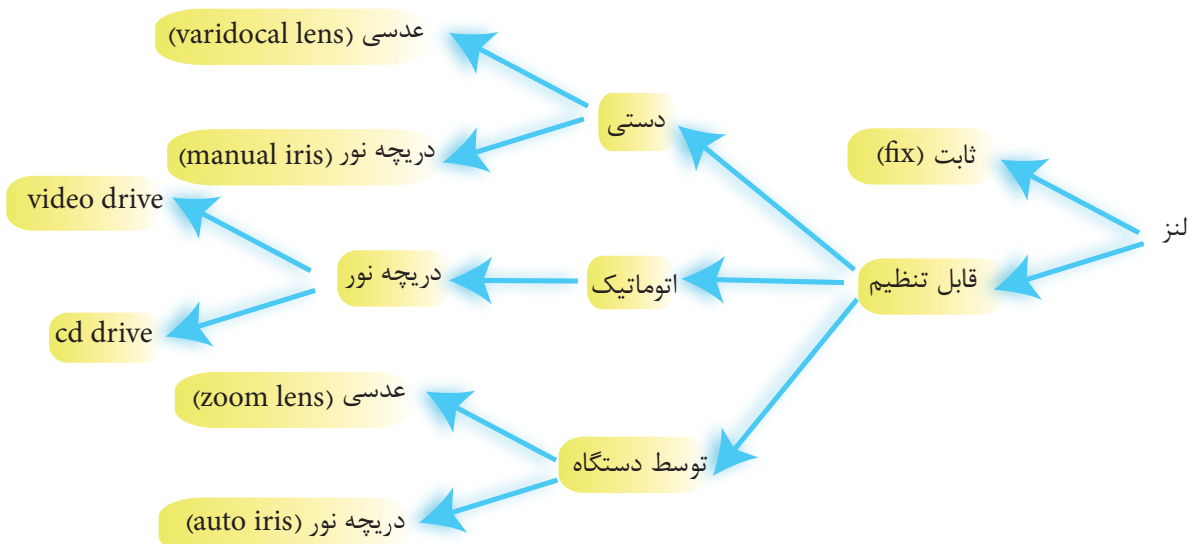 لنز
ثابت (fix)
قابل تنظیم
دستی
عدسی (varidocal lens)
دریچه نور (manual iris)
اتوماتیک
دریچه نور
video drive
cd drive
توسط دستگاه
عدسی (zoom lens)
دریچه نور (auto iris)